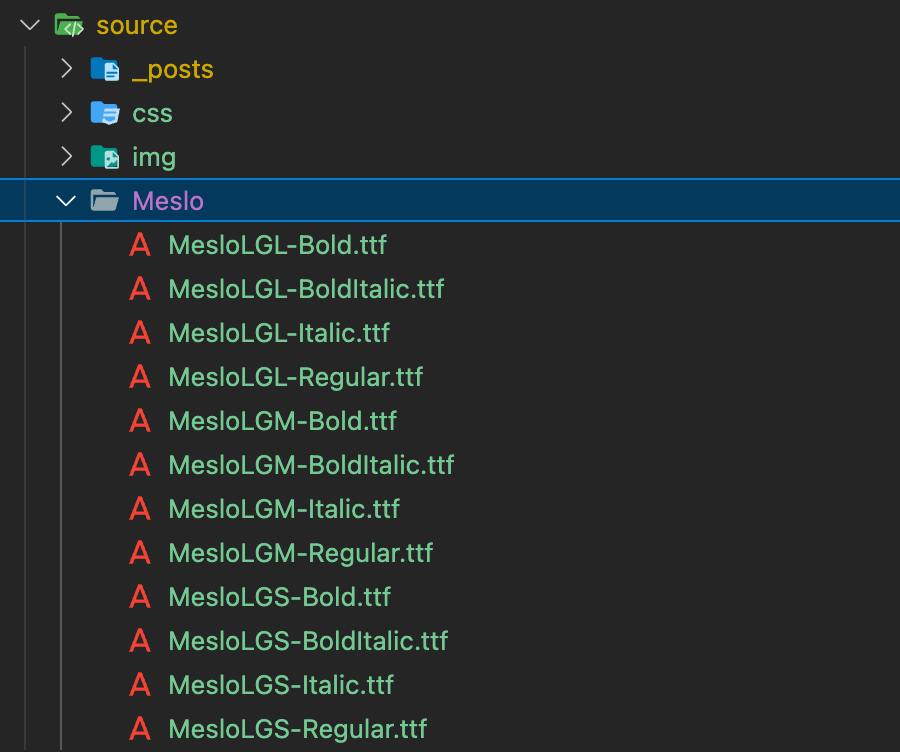 source
_posts
css
img
Meslo
MesloLGL-Bold.ttf
MesloLGL-BoldItalic.ttf
MesloLGL-Italic.ttf
MesloLGL-Regular.ttf
MesloLGM-Bold.ttf
MesloLGM-BoldItalic.ttf
MesloLGM-Italic.ttf
MesloLGM-Regular.ttf
MesloLGS-Bold.ttf
MesloLGS-BoldItalic.ttf
MesloLGS-Italic.ttf
MesloLGS-Regular.ttf